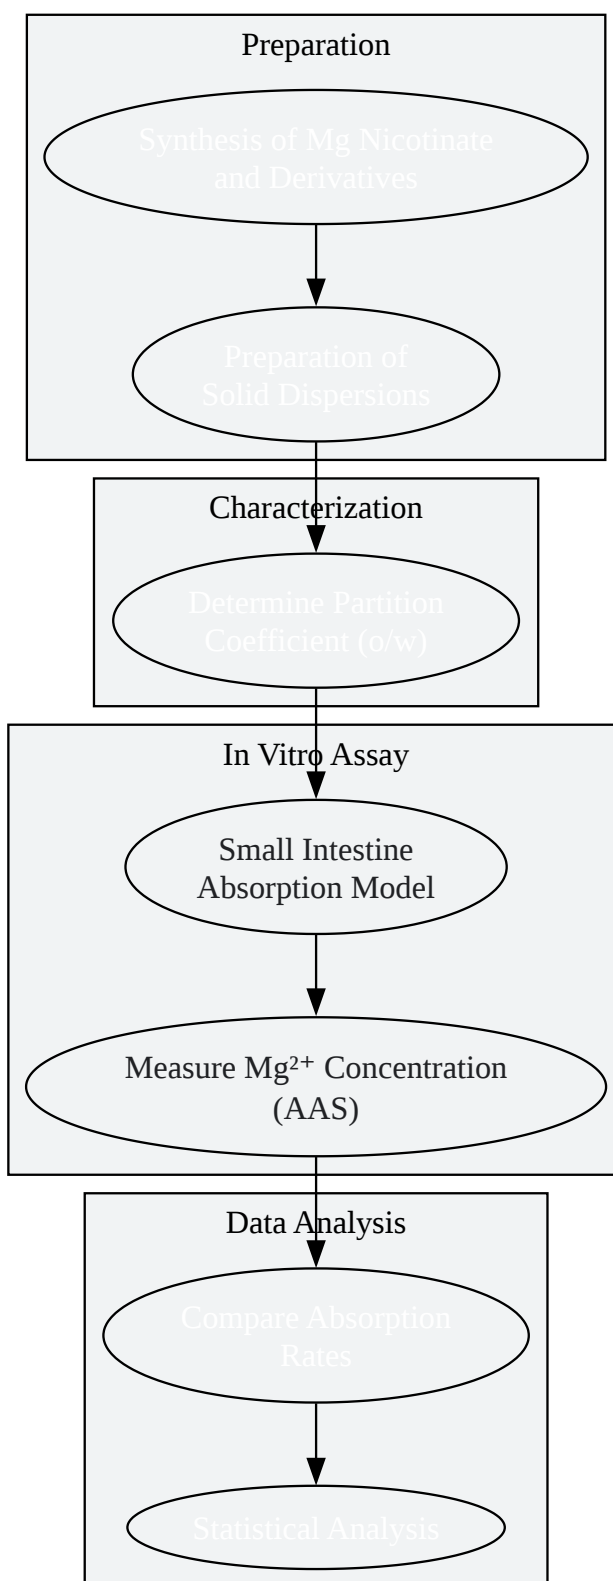 Preparation
Synthesis of Mg Nicotinate
and Derivatives
Preparation of
Solid Dispersions
Characterization
Determine Partition
Coefficient (o/w)
In Vitro Assay
Small Intestine
Absorption Model
Measure Mg²⁺ Concentration
(AAS)
Data Analysis
Compare Absorption
Rates
Statistical Analysis